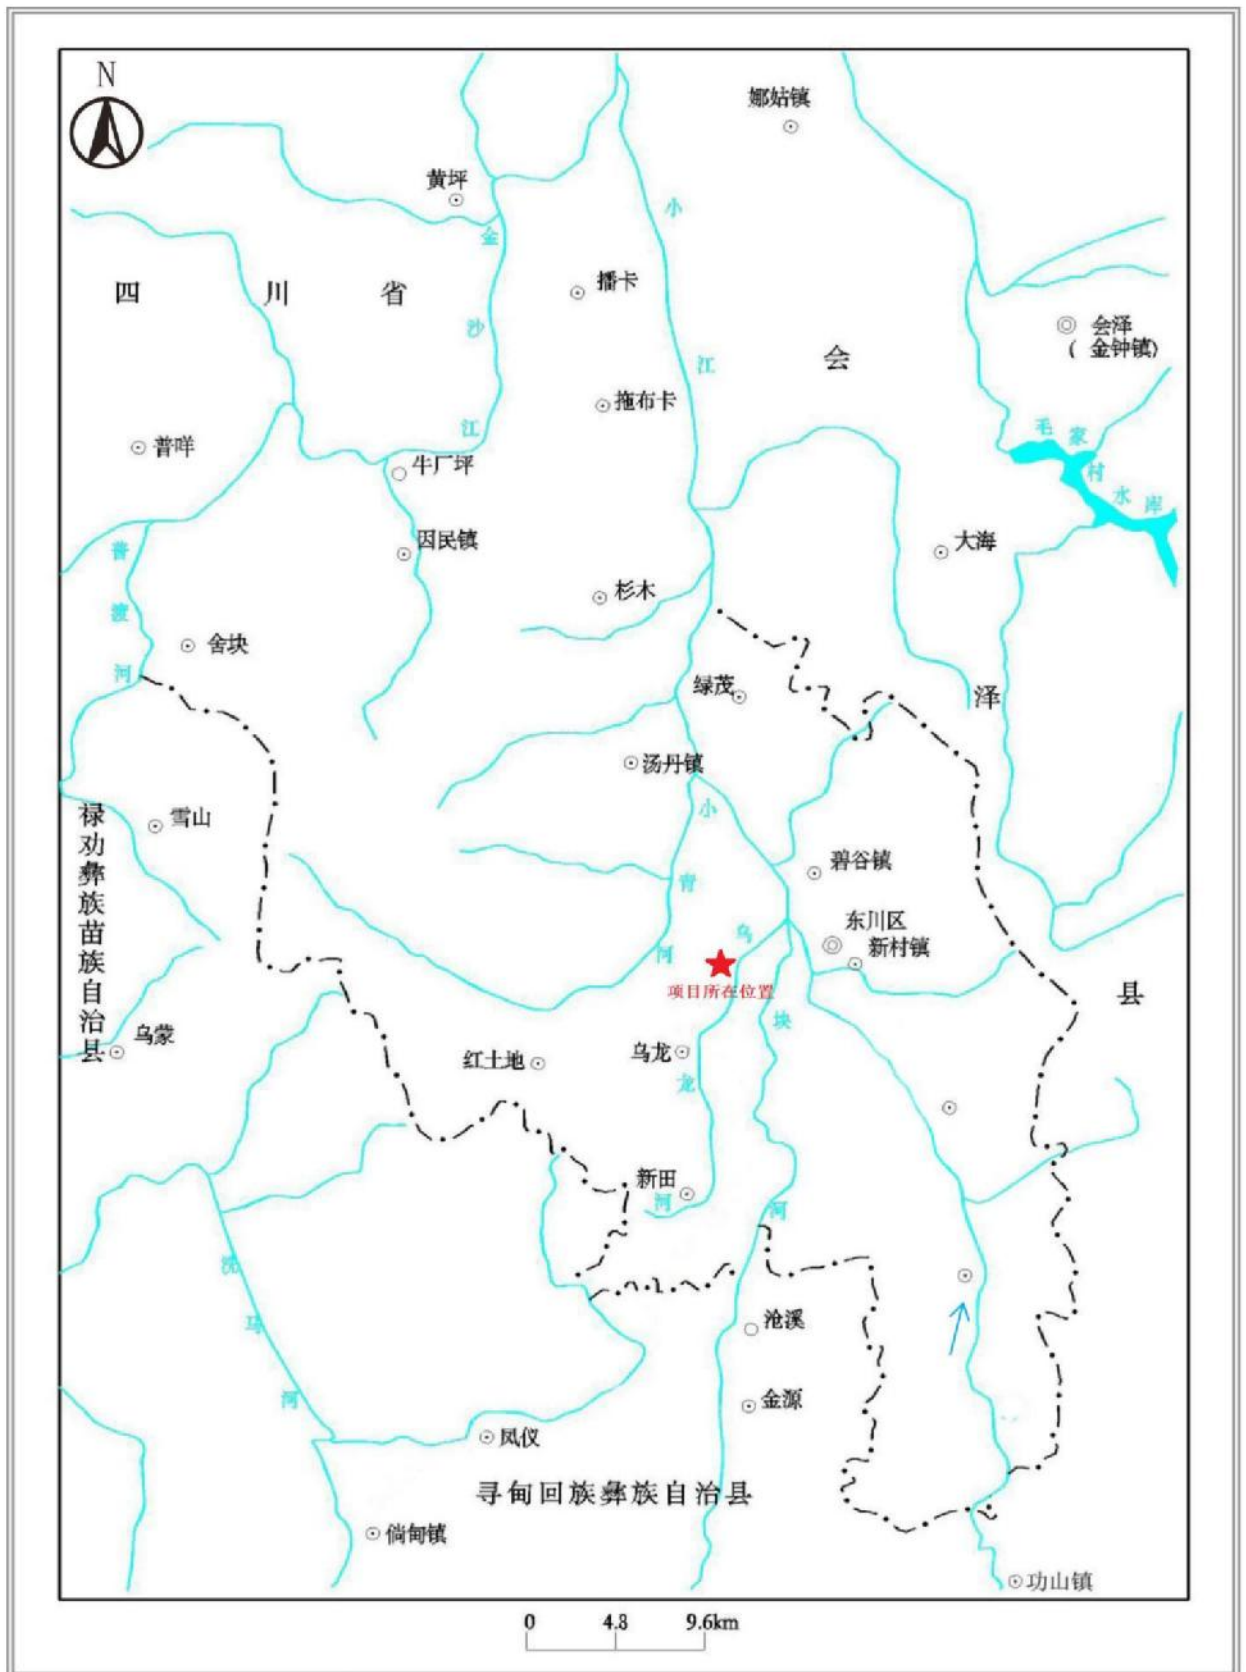 N
娜姑镇
黄坪
小
金
四川省
播卡
会泽
(金钟镇)
沙
会
江
拖布卡
江
毛家村水库
普咩
牛厂坪
因民镇
大海
普渡河
杉木
舍块
绿茂
泽
汤丹镇
小
雪山
禄劝彝族苗族自治县
碧谷镇
青
东川区
乌
新村镇
河
项目所在位置
县
块
乌蒙
红土地
乌龙
龙
新田
河
河
洗马河
沧溪
金源
凤仪
寻甸回族彝族自治县
倘甸镇
功山镇
0 4.8 9.6km